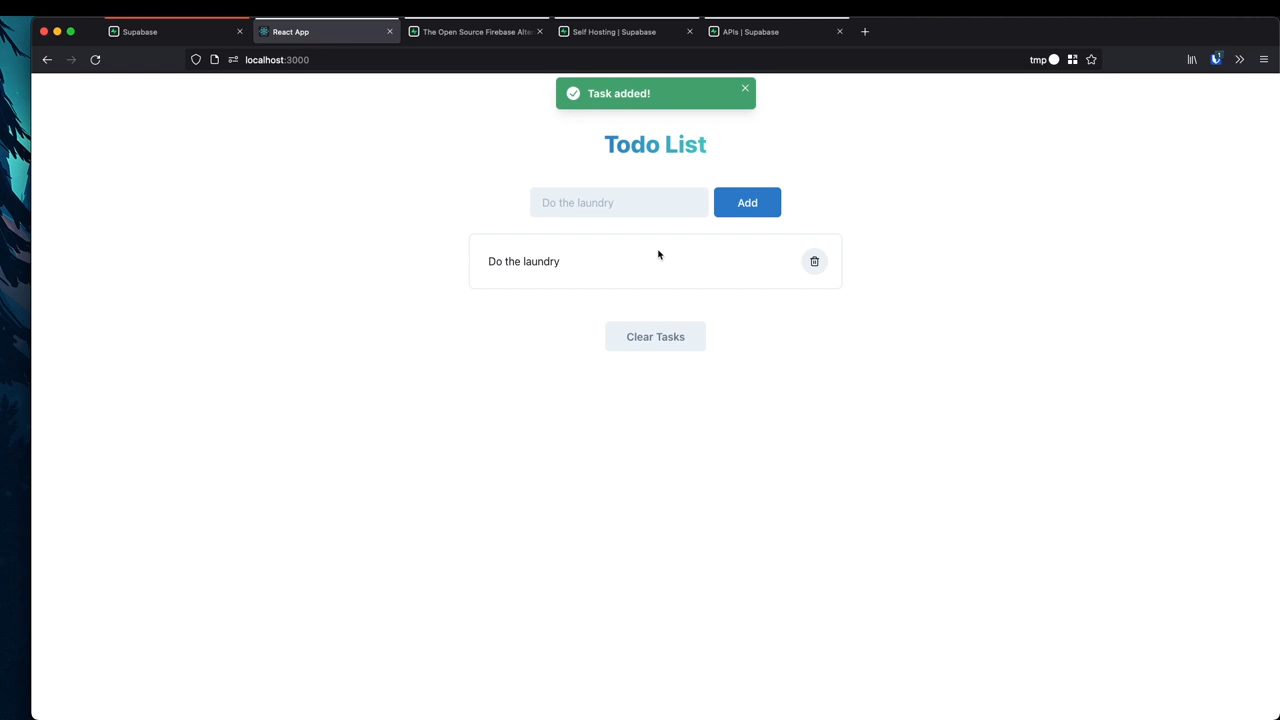 Supabase
React App
The Open Source Firebase Alte
Self Hosting | Supabase
APIs | Supabase
localhost:3000
tmp
1
Task added!
Todo List
Do the laundry
Add
Do the laundry
Clear Tasks